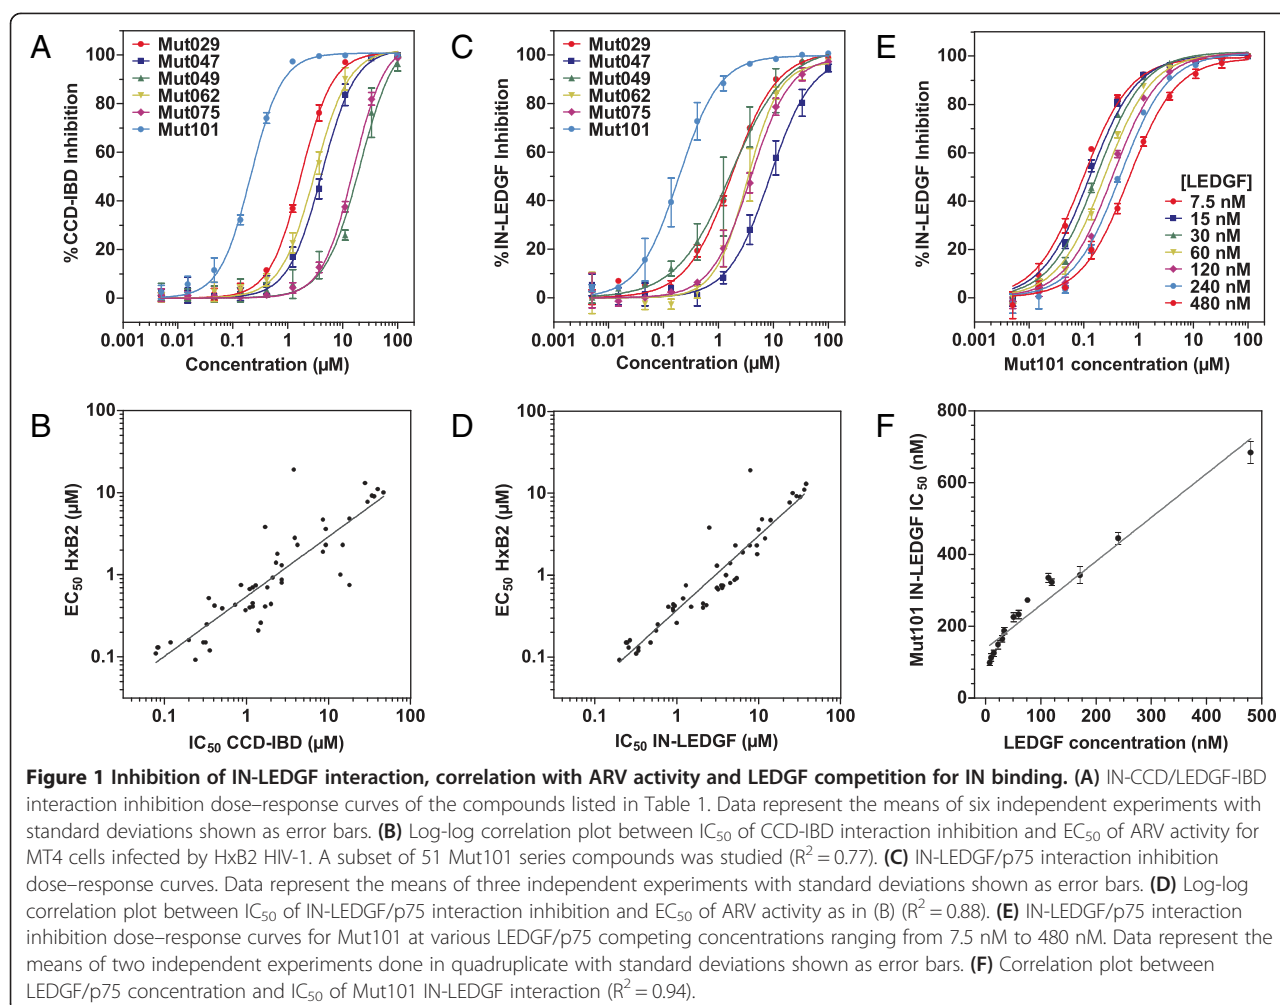 A
100
80
60
40
20
0
%CCD-IBD Inhibition
Mut029
Mut047
Mut049
Mut062
Mut075
Mut101
0.001 0.01 0.1 1 10 100
Concentration (µM)
C
100
80
60
40
20
0
%IN-LEDGF Inhibition
Mut029
Mut047
Mut049
Mut062
Mut075
Mut101
0.001 0.01 0.1 1 10 100
Concentration (µM)
E
100
80
60
40
20
0
%IN-LEDGF Inhibition
[LEDGF]
7.5 nM
15 nM
30 nM
60 nM
120 nM
240 nM
480 nM
0.001 0.01 0.1 1 10 100
Mut101 concentration (µM)
B
100
10
1
0.1
EC50 HxB2 (µM)
0.1 1 10 100
IC50 CCD-IBD (µM)
D
100
10
1
0.1
EC50 HxB2 (µM)
0.1 1 10 100
IC50 IN-LEDGF (µM)
F
800
600
400
200
0
Mut101 IN-LEDGF IC50 (nM)
0 100 200 300 400 500
LEDGF concentration (nM)
Figure 1 Inhibition of IN-LEDGF interaction, correlation with ARV activity and LEDGF competition for IN binding. (A) IN-CCD/LEDGF-IBD
interaction inhibition dose–response curves of the compounds listed in Table 1. Data represent the means of six independent experiments with
standard deviations shown as error bars. (B) Log-log correlation plot between IC50 of CCD-IBD interaction inhibition and EC50 of ARV activity for
MT4 cells infected by HxB2 HIV-1. A subset of 51 Mut101 series compounds was studied (R² = 0.77). (C) IN-LEDGF/p75 interaction inhibition
dose–response curves. Data represent the means of three independent experiments with standard deviations shown as error bars. (D) Log-log
correlation plot between IC50 of IN-LEDGF/p75 interaction inhibition and EC50 of ARV activity as in (B) (R² = 0.88). (E) IN-LEDGF/p75 interaction
inhibition dose–response curves for Mut101 at various LEDGF/p75 competing concentrations ranging from 7.5 nM to 480 nM. Data represent the
means of two independent experiments done in quadruplicate with standard deviations shown as error bars. (F) Correlation plot between
LEDGF/p75 concentration and IC50 of Mut101 IN-LEDGF interaction (R² = 0.94).